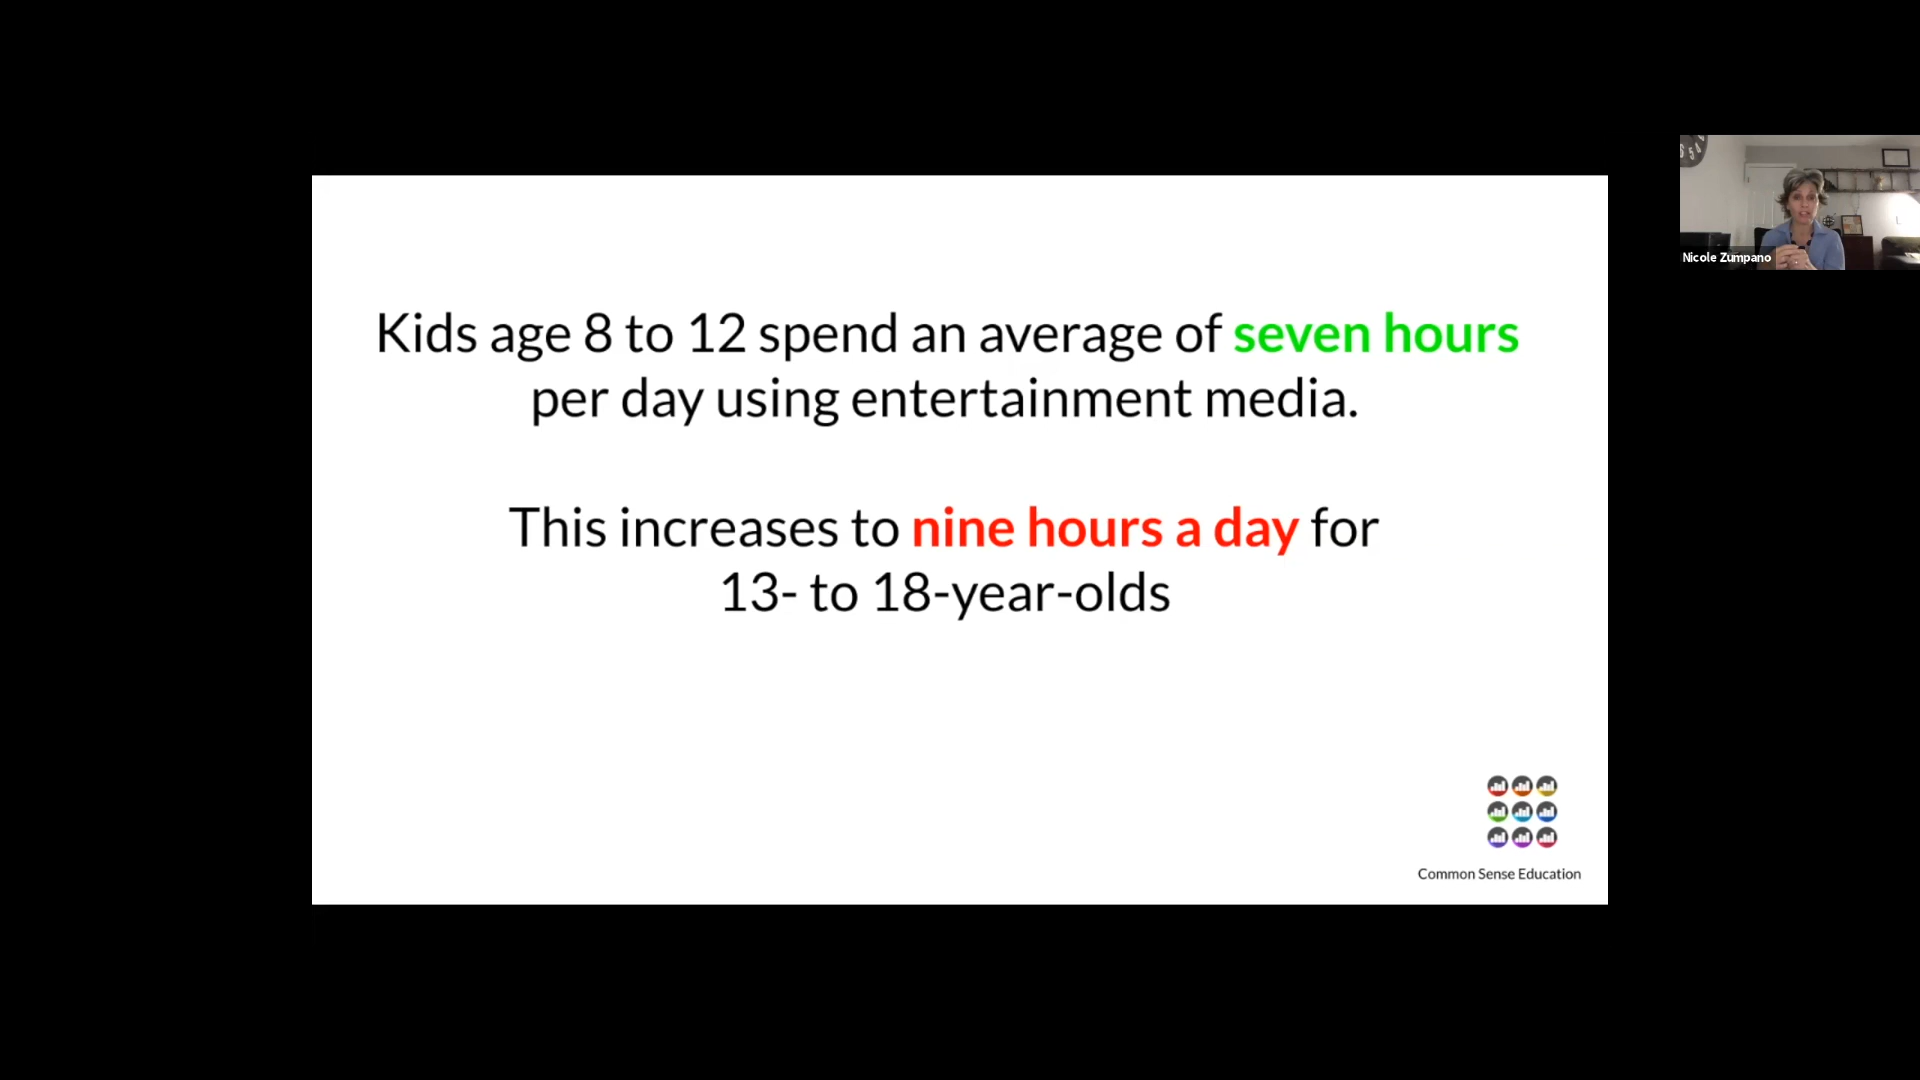 Kids age 8 to 12 spend an average of seven hours
per day using entertainment media.
This increases to nine hours a day for
13- to 18-year-olds
Common Sense Education
Nicole Zumpano